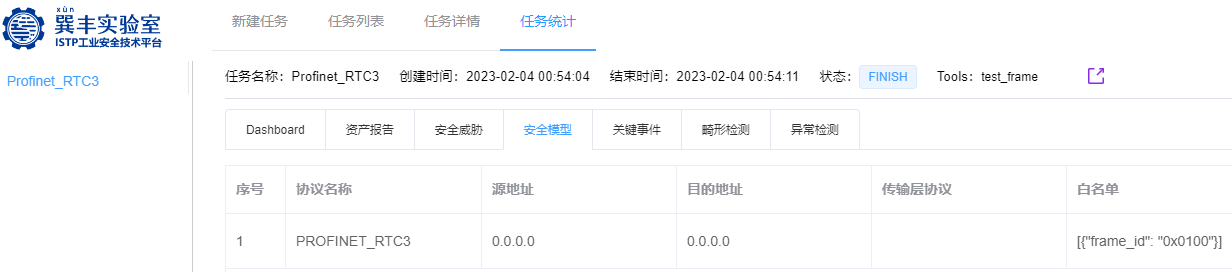 xùn
巽丰实验室
ISTP工业安全技术平台
新建任务 任务列表 任务详情 任务统计
Profinet_RTC3
任务名称：Profinet_RTC3 创建时间：2023-02-04 00:54:04 结束时间：2023-02-04 00:54:11 状态： FINISH Tools：test_frame
Dashboard 资产报告 安全威胁 安全模型 关键事件 畸形检测 异常检测
序号 协议名称 源地址 目的地址 传输层协议 白名单
1 PROFINET_RTC3 0.0.0.0 0.0.0.0 [{"frame_id": "0x0100"}]